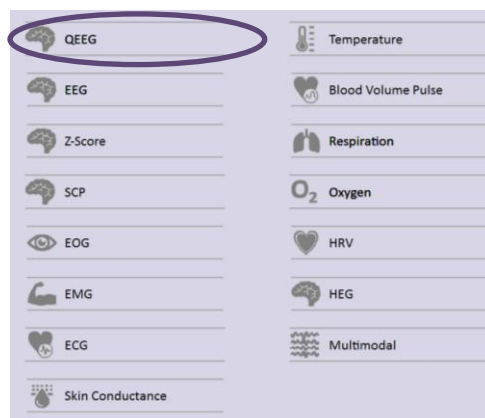 QEEG
EEG
Z-Score
SCP
EOG
EMG
ECG
Skin Conductance
Temperature
Blood Volume Pulse
Respiration
O2 Oxygen
HRV
HEG
Multimodal